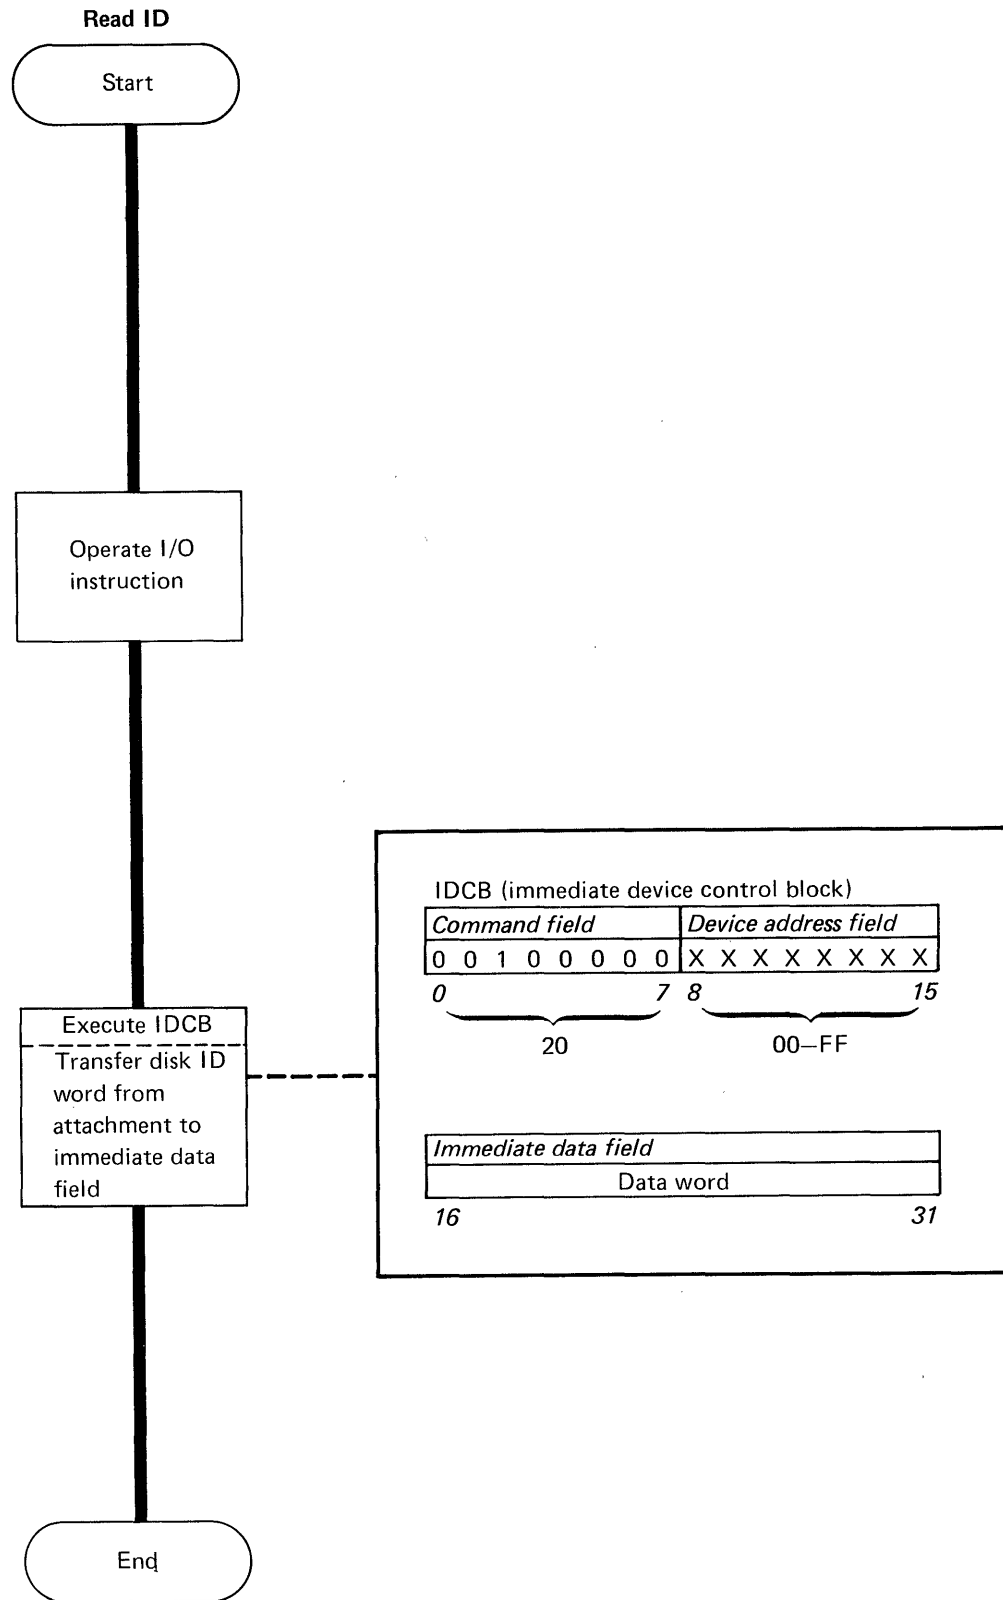 Read ID
Start
Operate I/O
instruction
Execute IDCB
Transfer disk ID
word from
attachment to
immediate data
field
End
IDCB (immediate device control block)
Command field Device address field
0 0 1 0 0 0 0 0 X X X X X X X X
0 7 8 15
20 00–FF
Immediate data field
Data word
16 31